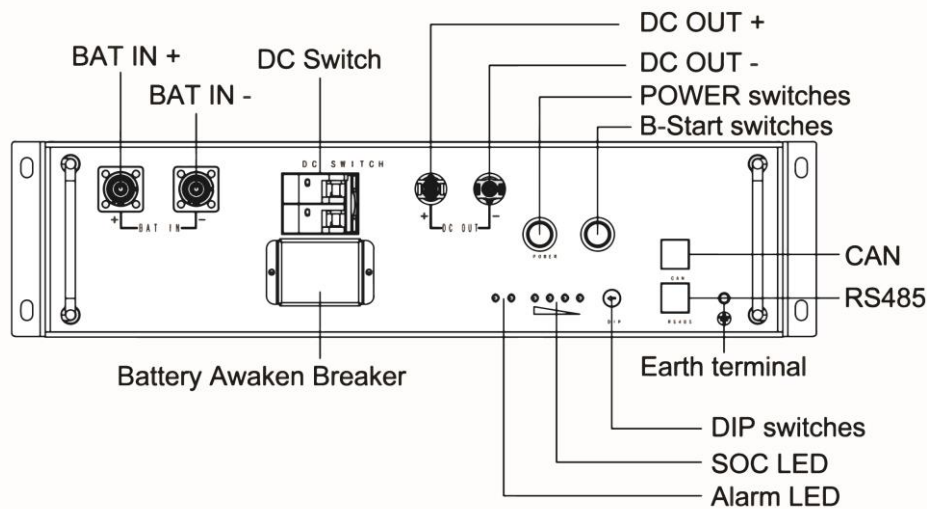 DC OUT +
BAT IN +
DC Switch
DC OUT -
BAT IN -
POWER switches
B-Start switches
DC SWITCH
+ BAT IN -
+ DC OUT -
POWER
CAN
CAN
RS485
DIP
RS485
Battery Awaken Breaker
Earth terminal
DIP switches
SOC LED
Alarm LED